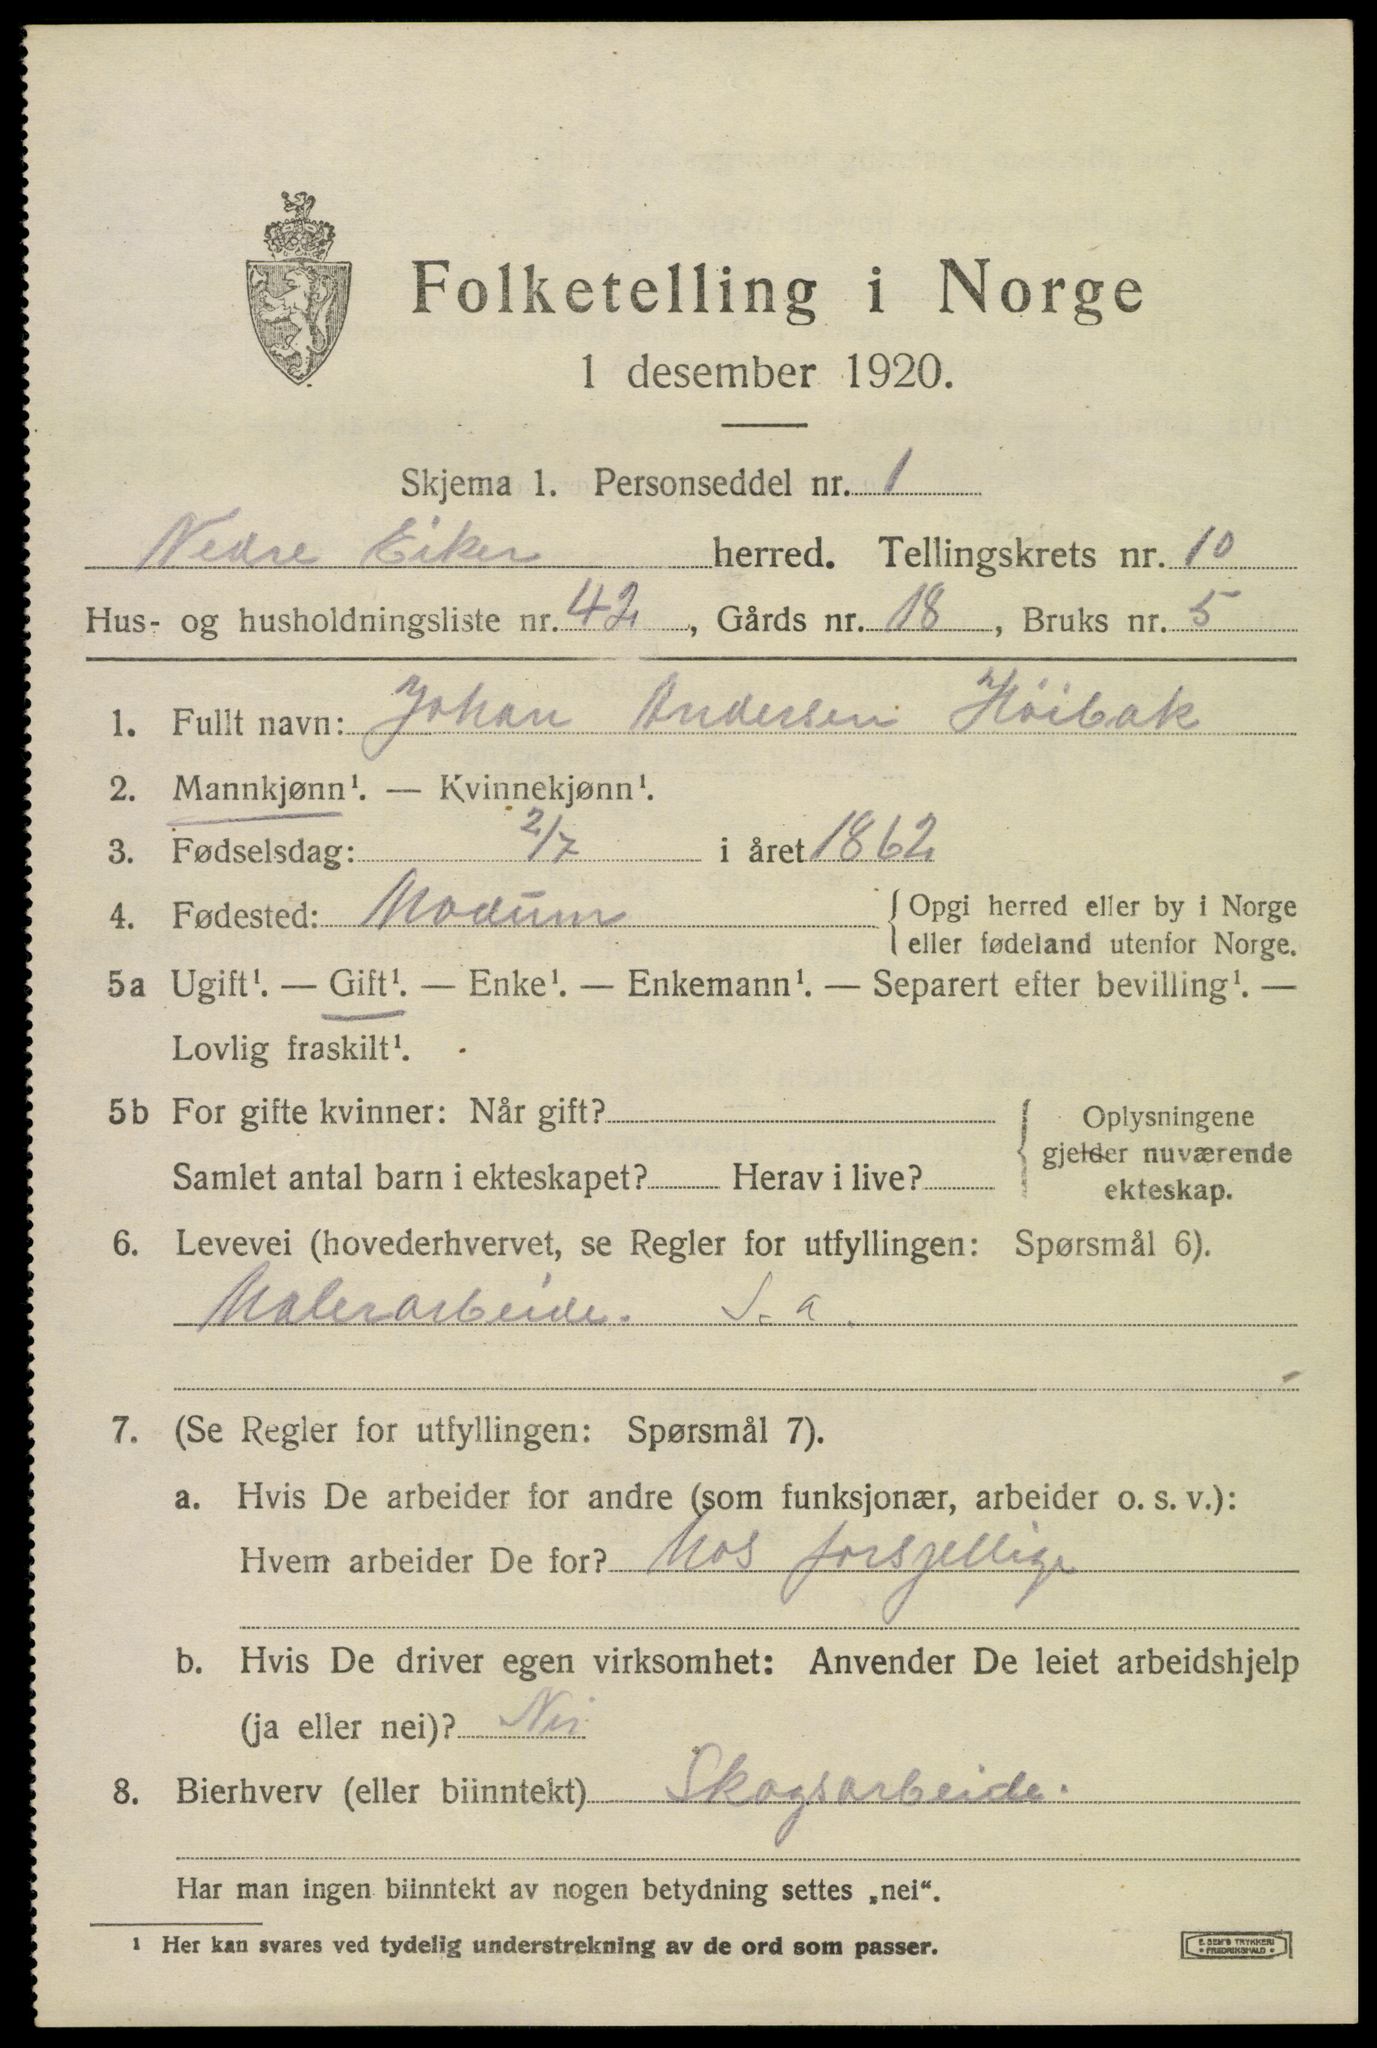 Folketelling i Norge
1 desember 1920.
Skjema 1. Personseddel nr. 1
Nedre Eiker herred. Tellingskrets nr. 10
Hus- og husholdningsliste nr. 42, Gårds nr. 18, Bruks nr. 5
1. Fullt navn: Johan Andersen Höibak
2. Mannkjønn¹. — Kvinnekjønn¹.
3. Fødselsdag: 2/7 i året 1862
4. Fødested: Modum { Opgi herred eller by i Norge
eller fødeland utenfor Norge.
5a Ugift¹. — Gift¹. — Enke¹. — Enkemann¹. — Separert efter bevilling¹. —
Lovlig fraskilt¹.
5b For gifte kvinner: Når gift? { Oplysningene
gjelder nuværende
Samlet antal barn i ekteskapet? Herav i live?
ekteskap.
6. Levevei (hovederhvervet, se Regler for utfyllingen: Spørsmål 6).
Malerarbeide. S. a.
7. (Se Regler for utfyllingen: Spørsmål 7).
a. Hvis De arbeider for andre (som funksjonær, arbeider o. s. v.):
Hvem arbeider De for? Hos forsjellige
b. Hvis De driver egen virksomhet: Anvender De leiet arbeidshjelp
(ja eller nei)? Nei
8. Bierhverv (eller biinntekt) Skogsarbeide.
Har man ingen biinntekt av nogen betydning settes „nei“.
¹ Her kan svares ved tydelig understrekning av de ord som passer.
E. SEM'S TRYKKERI
FREDRIKSHALD